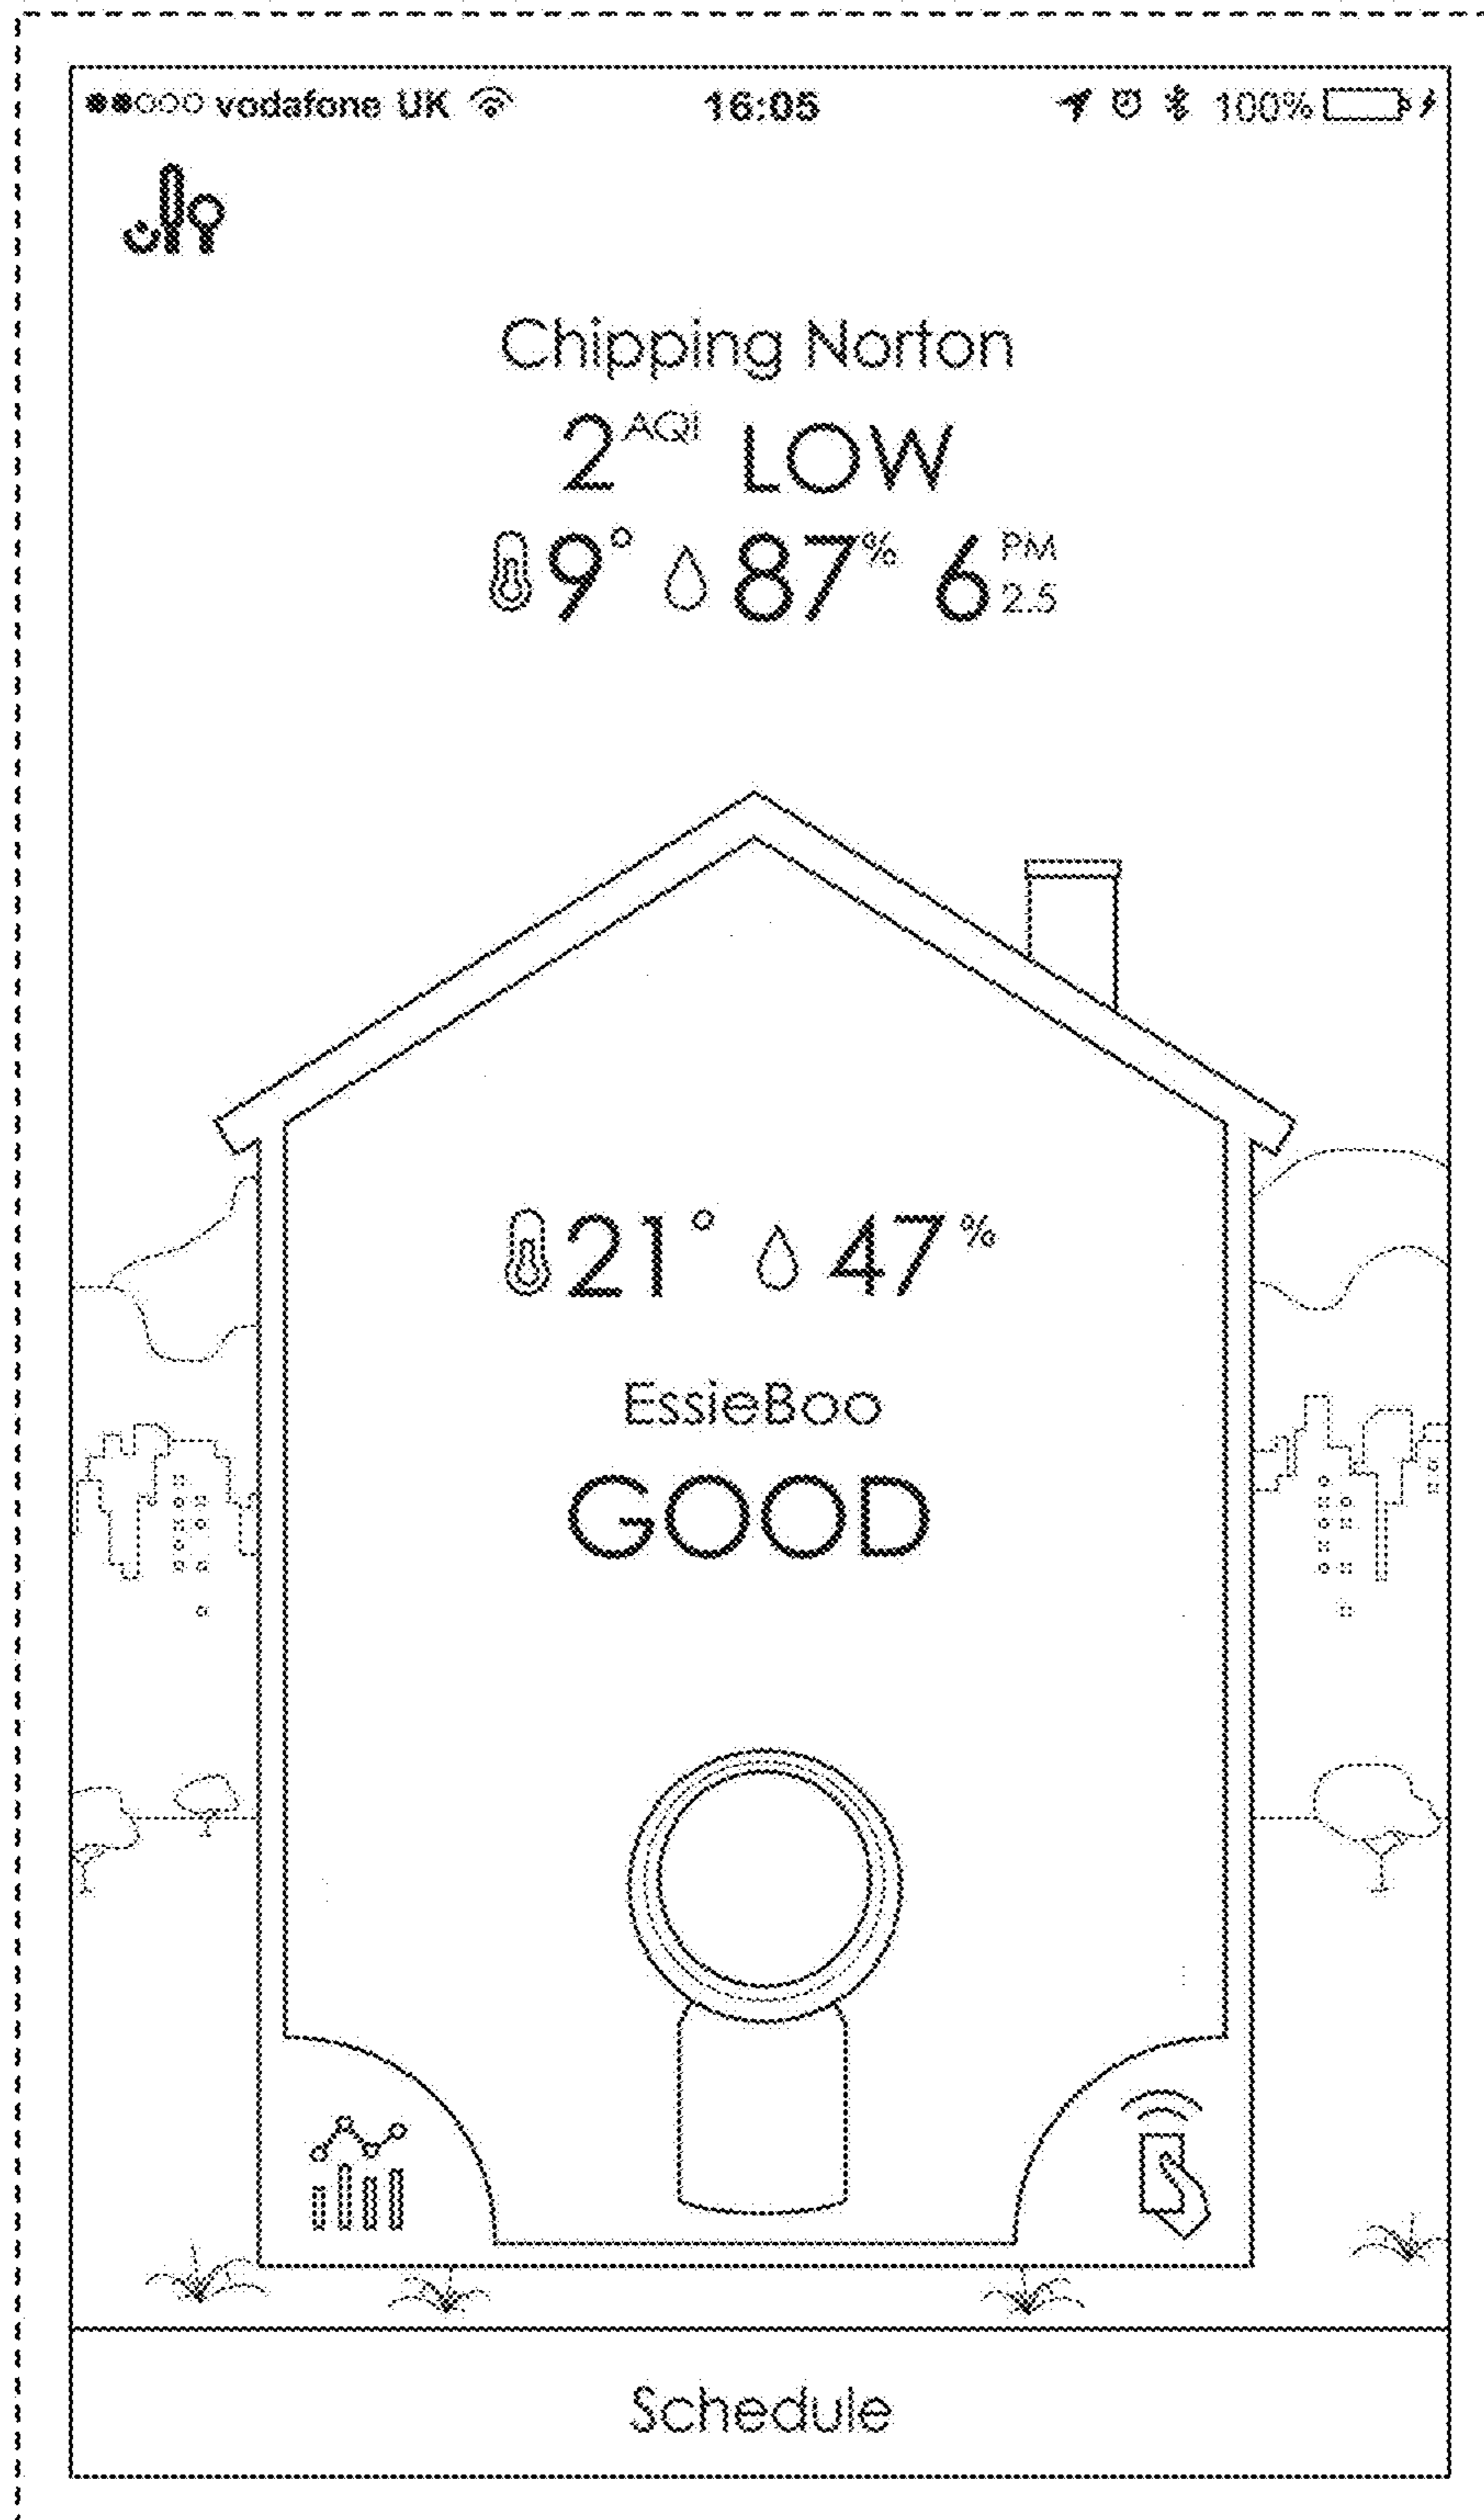 vodafone UK 16:05 100%
Chipping Norton
2 AQI LOW
9° 87% 6 PM 2.5
21° 47%
EssieBoo
GOOD
Schedule